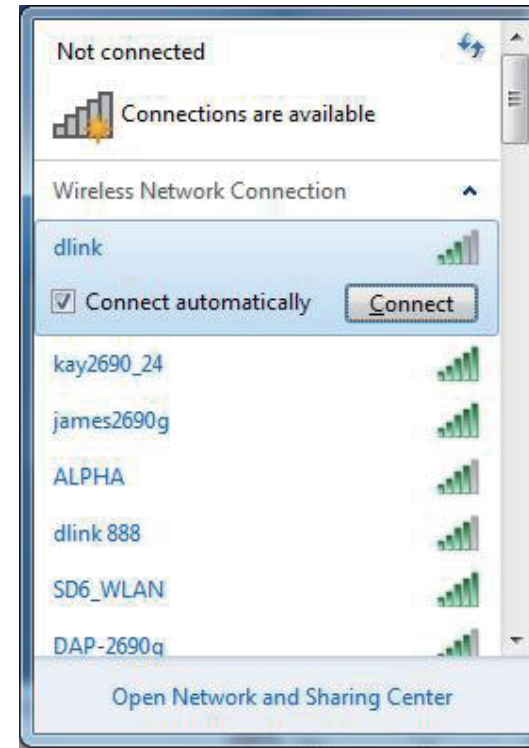 Not connected
Connections are available
Wireless Network Connection
dlink
Connect automatically Connect
kay2690_24
james2690g
ALPHA
dlink 888
SD6_WLAN
DAP-2690g
Open Network and Sharing Center